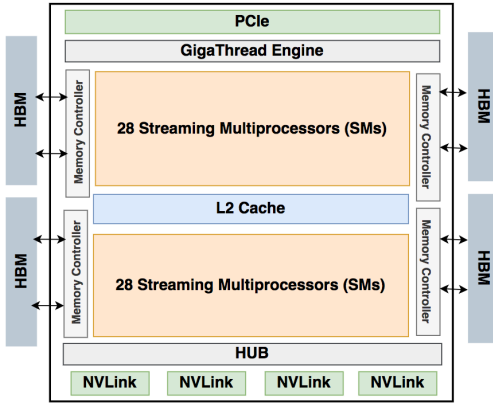 PCIe
GigaThread Engine
HBM
Memory Controller
28 Streaming Multiprocessors (SMs)
Memory Controller
HBM
L2 Cache
HBM
Memory Controller
28 Streaming Multiprocessors (SMs)
Memory Controller
HBM
HUB
NVLink
NVLink
NVLink
NVLink